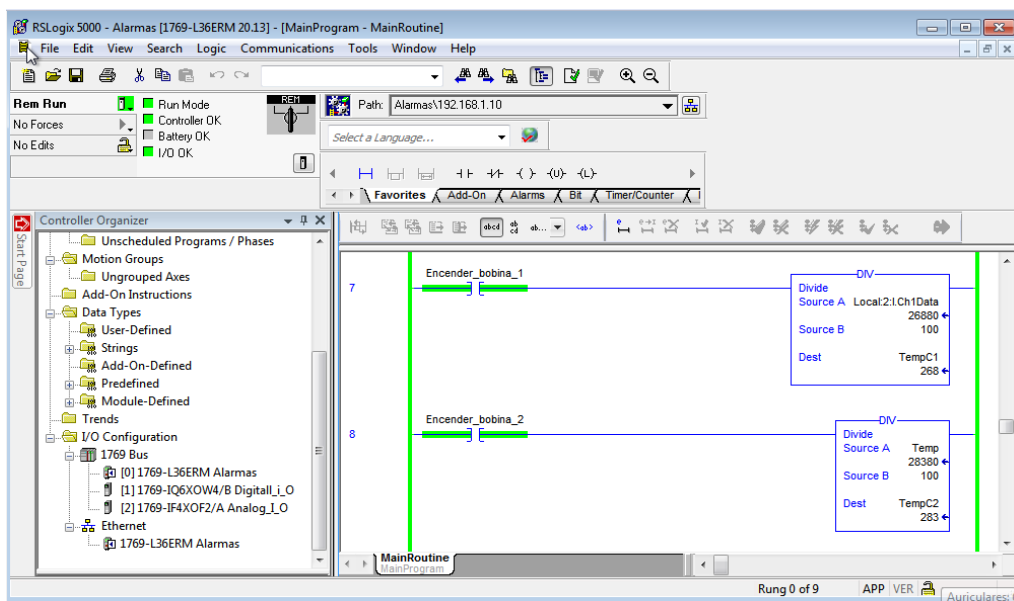 RSLogix 5000 - Alarmas [1769-L36ERM 20.13] - [MainProgram - MainRoutine]
File Edit View Search Logic Communications Tools Window Help
Rem Run
Run Mode
REM
Path: Alarmas\192.168.1.10
No Forces
Controller OK
Battery OK
Select a Language...
No Edits
I/O OK
Favorites Add-On Alarms Bit Timer/Counter
Start Page
Controller Organizer
Unscheduled Programs / Phases
Motion Groups
Ungrouped Axes
Add-On Instructions
Data Types
User-Defined
Strings
Add-On-Defined
Predefined
Module-Defined
Trends
I/O Configuration
1769 Bus
[0] 1769-L36ERM Alarmas
[1] 1769-IQ6XOW4/B Digitall_i_O
[2] 1769-IF4XOF2/A Analog_I_O
Ethernet
1769-L36ERM Alarmas
7
Encender_bobina_1
DIV
Divide
Source A Local:2:I.Ch1Data
26880
Source B 100
Dest TempC1
268
8
Encender_bobina_2
DIV
Divide
Source A Temp
28380
Source B 100
Dest TempC2
283
MainRoutine
MainProgram
Rung 0 of 9 APP VER
Auriculares: